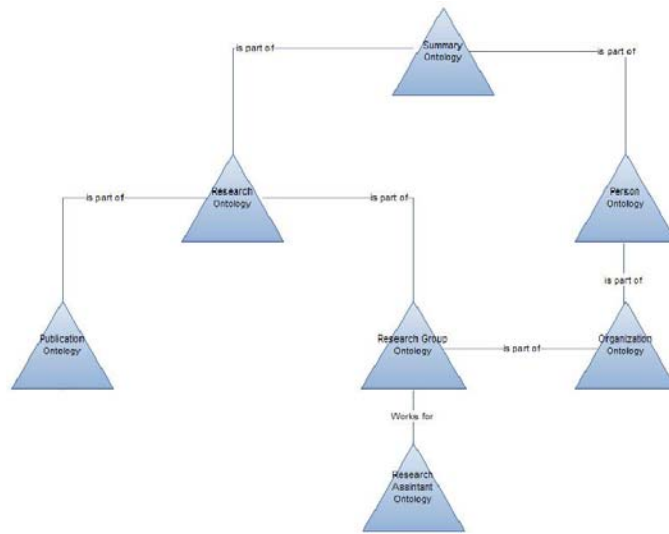 Summary
Ontology
is part of
is part of
Research
Ontology
Person
Ontology
is part of
is part of
is part of
Publication
Ontology
Research Group
Ontology
is part of
Organization
Ontology
Works for
Research
Assintant
Ontology